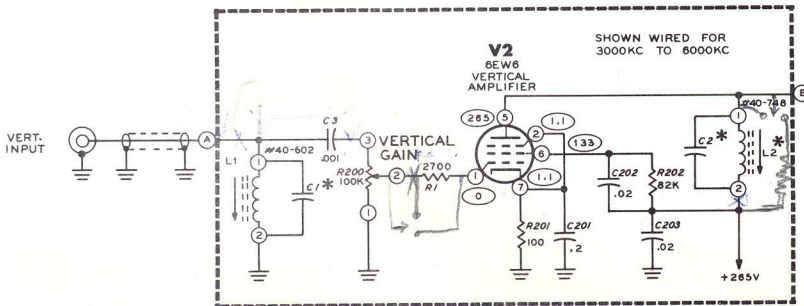 SHOWN WIRED FOR
3000KC TO 6000KC
V2
6EW6
VERTICAL
AMPLIFIER
B
265
5
2
1.1
#40-748
1
VERT.
INPUT
A
#40-602
C3
.001
3
VERTICAL
GAIN
6
133
C2*
L2*
L1
1
C1*
R200
100K
2
2700
R1
1
0
7
1.1
C202
.02
R202
82K
2
2
1
R201
100
C201
.2
C203
.02
+265V